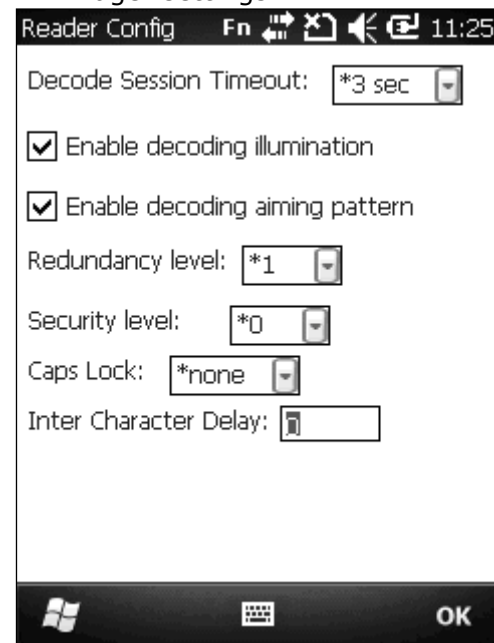 Reader Config Fn 11:25
Decode Session Timeout: *3 sec
Enable decoding illumination
Enable decoding aiming pattern
Redundancy level: *1
Security level: *0
Caps Lock: *none
Inter Character Delay:
OK